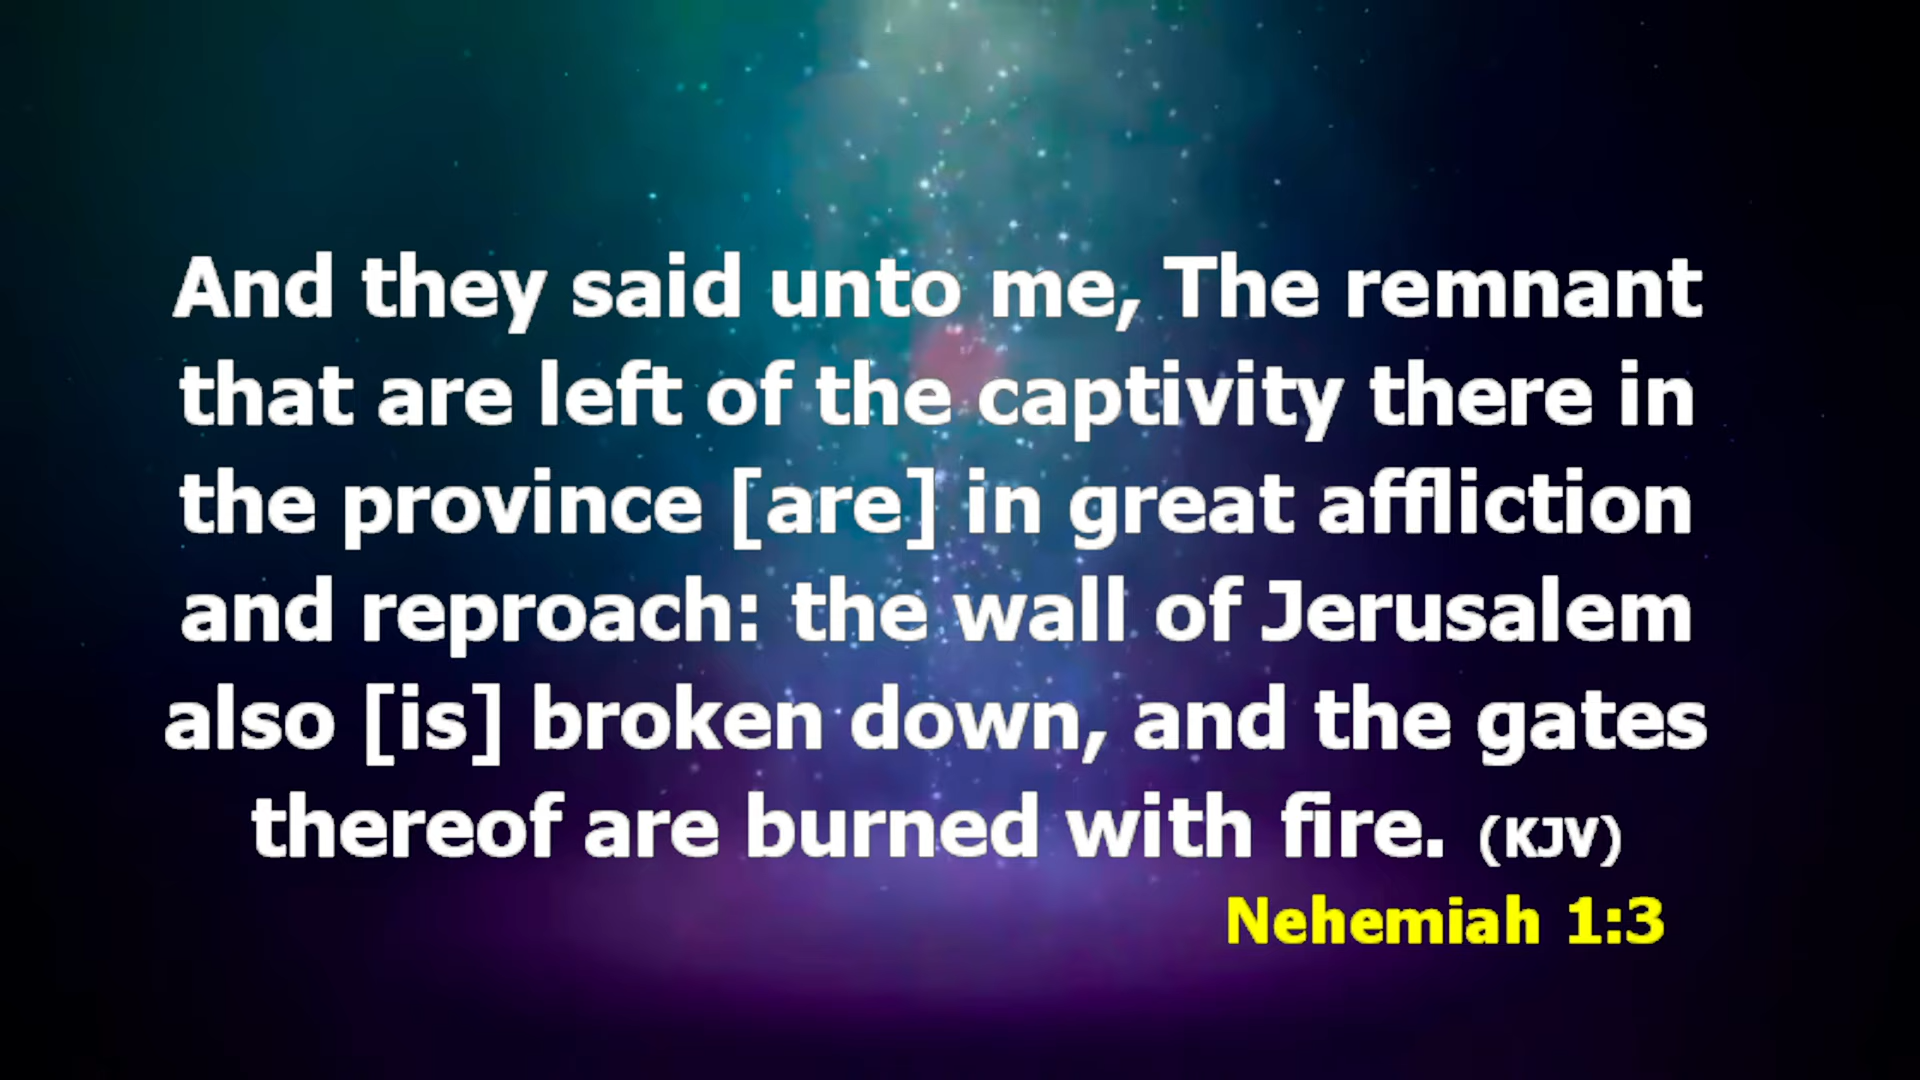 And they said unto me, The remnant
that are left of the captivity there in
the province [are] in great affliction
and reproach: the wall of Jerusalem
also [is] broken down, and the gates
thereof are burned with fire. (KJV)
Nehemiah 1:3